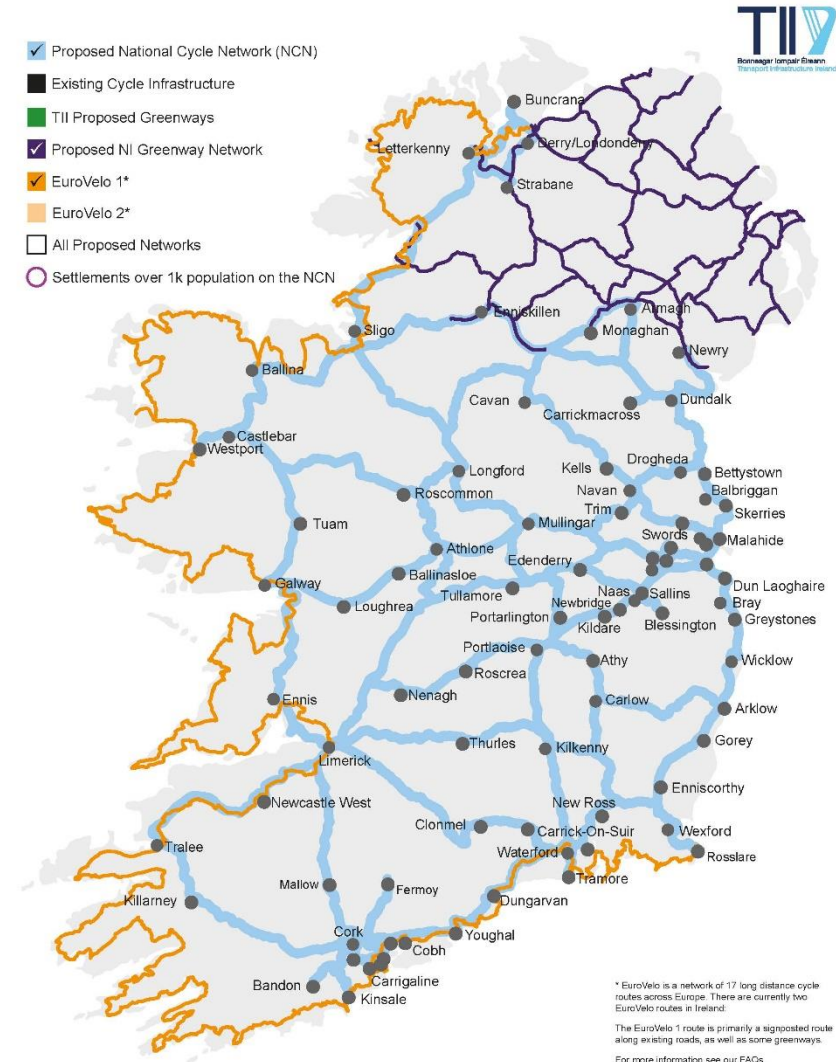 TII
Bonneagar Iompair Éireann
Transport Infrastructure Ireland
Proposed National Cycle Network (NCN)
Existing Cycle Infrastructure
TII Proposed Greenways
Proposed NI Greenway Network
EuroVelo 1*
EuroVelo 2*
All Proposed Networks
Settlements over 1k population on the NCN
Buncrana
Letterkenny
Derry/Londonderry
Strabane
Enniskillen
Armagh
Monaghan
Sligo
Newry
Ballina
Cavan
Carrickmacross
Dundalk
Castlebar
Westport
Longford
Kells
Drogheda
Bettystown
Roscommon
Navan
Balbriggan
Trim
Skerries
Tuam
Mullingar
Swords
Malahide
Athlone
Edenderry
Ballinasloe
Galway
Tullamore
Naas
Sallins
Dun Laoghaire
Loughrea
Newbridge
Bray
Portarlington
Kildare
Blessington
Greystones
Portlaoise
Athy
Wicklow
Roscrea
Ennis
Nenagh
Carlow
Arklow
Thurles
Kilkenny
Gorey
Limerick
Enniscorthy
Newcastle West
New Ross
Clonmel
Carrick-On-Suir
Wexford
Tralee
Waterford
Rosslare
Mallow
Fermoy
Tramore
Killarney
Dungarvan
Cork
Youghal
Cobh
Bandon
Carrigaline
Kinsale
* EuroVelo is a network of 17 long distance cycle
routes across Europe. There are currently two
EuroVelo routes in Ireland:
The EuroVelo 1 route is primarily a signposted route
along existing roads, as well as some greenways.
For more information see our FAQs